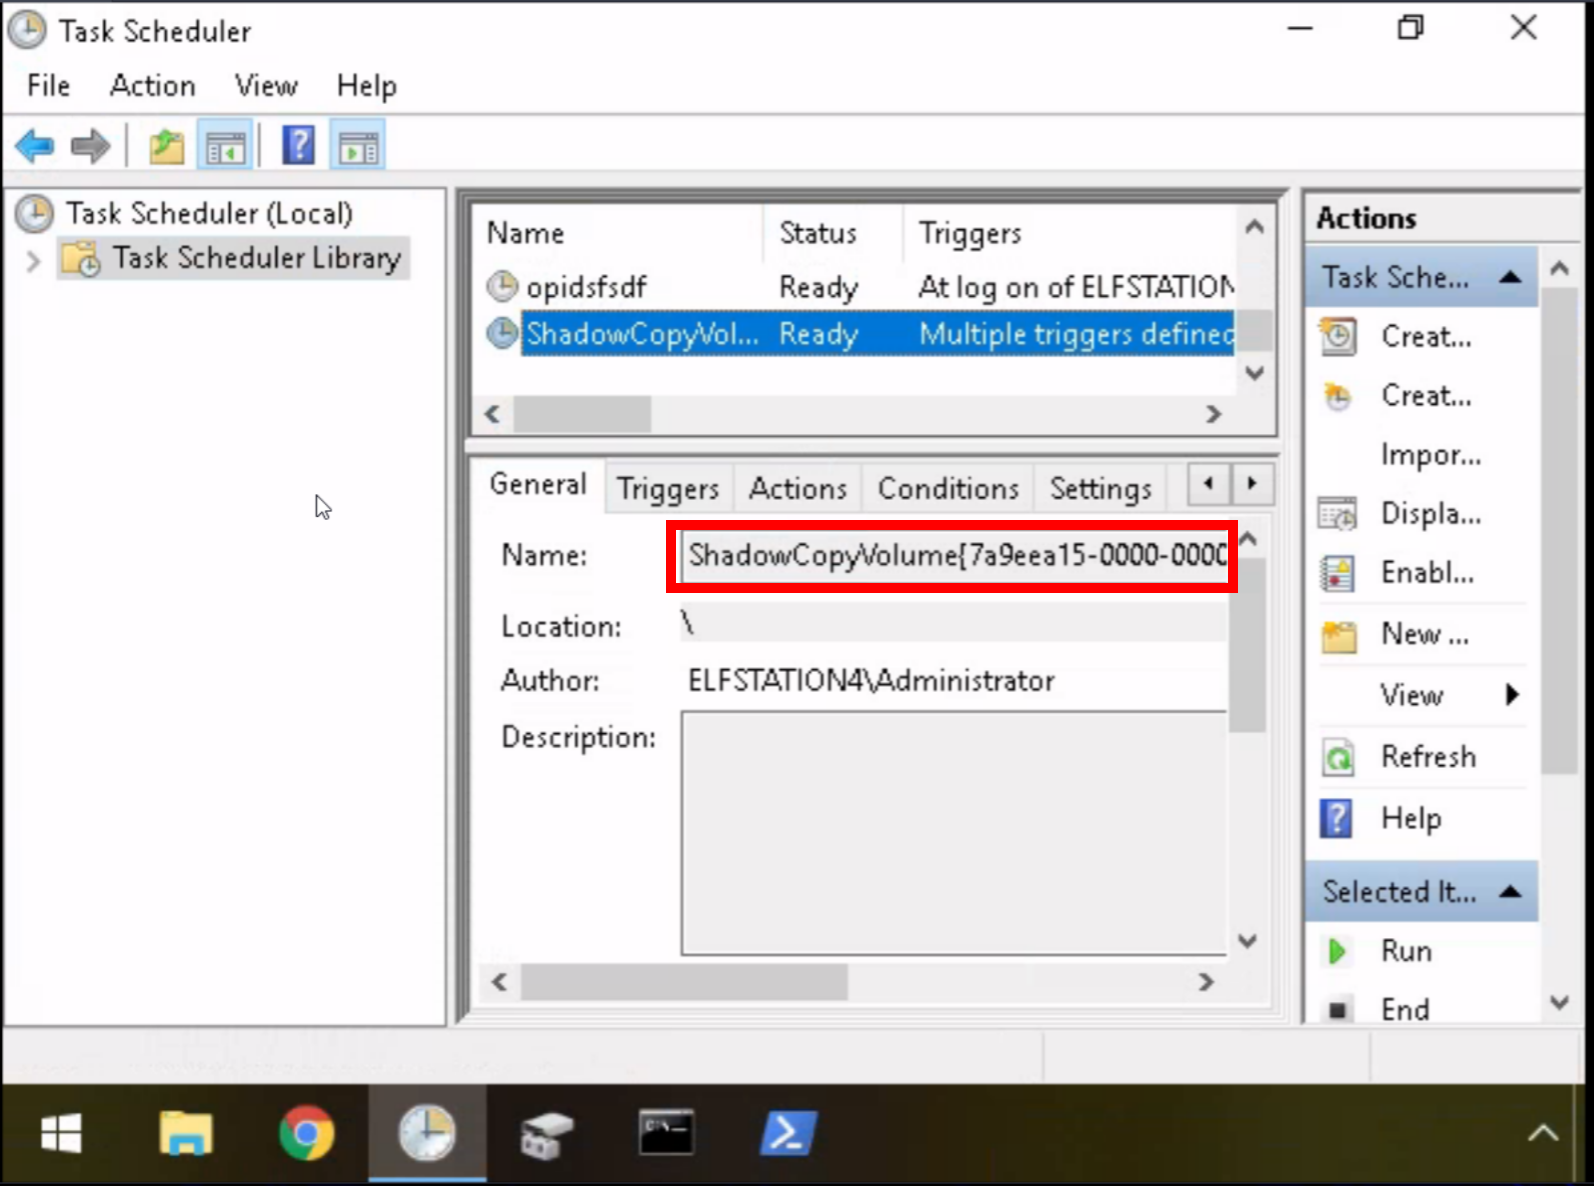 Task Scheduler
File Action View Help
Task Scheduler (Local)
Task Scheduler Library
Name Status Triggers
opidsfsdf Ready At log on of ELFSTATION
ShadowCopyVol... Ready Multiple triggers defined
General Triggers Actions Conditions Settings
Name: ShadowCopyVolume{7a9eea15-0000-0000
Location: \
Author: ELFSTATION4\Administrator
Description:
Actions
Task Sche...
Creat...
Creat...
Impor...
Displa...
Enabl...
New ...
View
Refresh
Help
Selected It...
Run
End